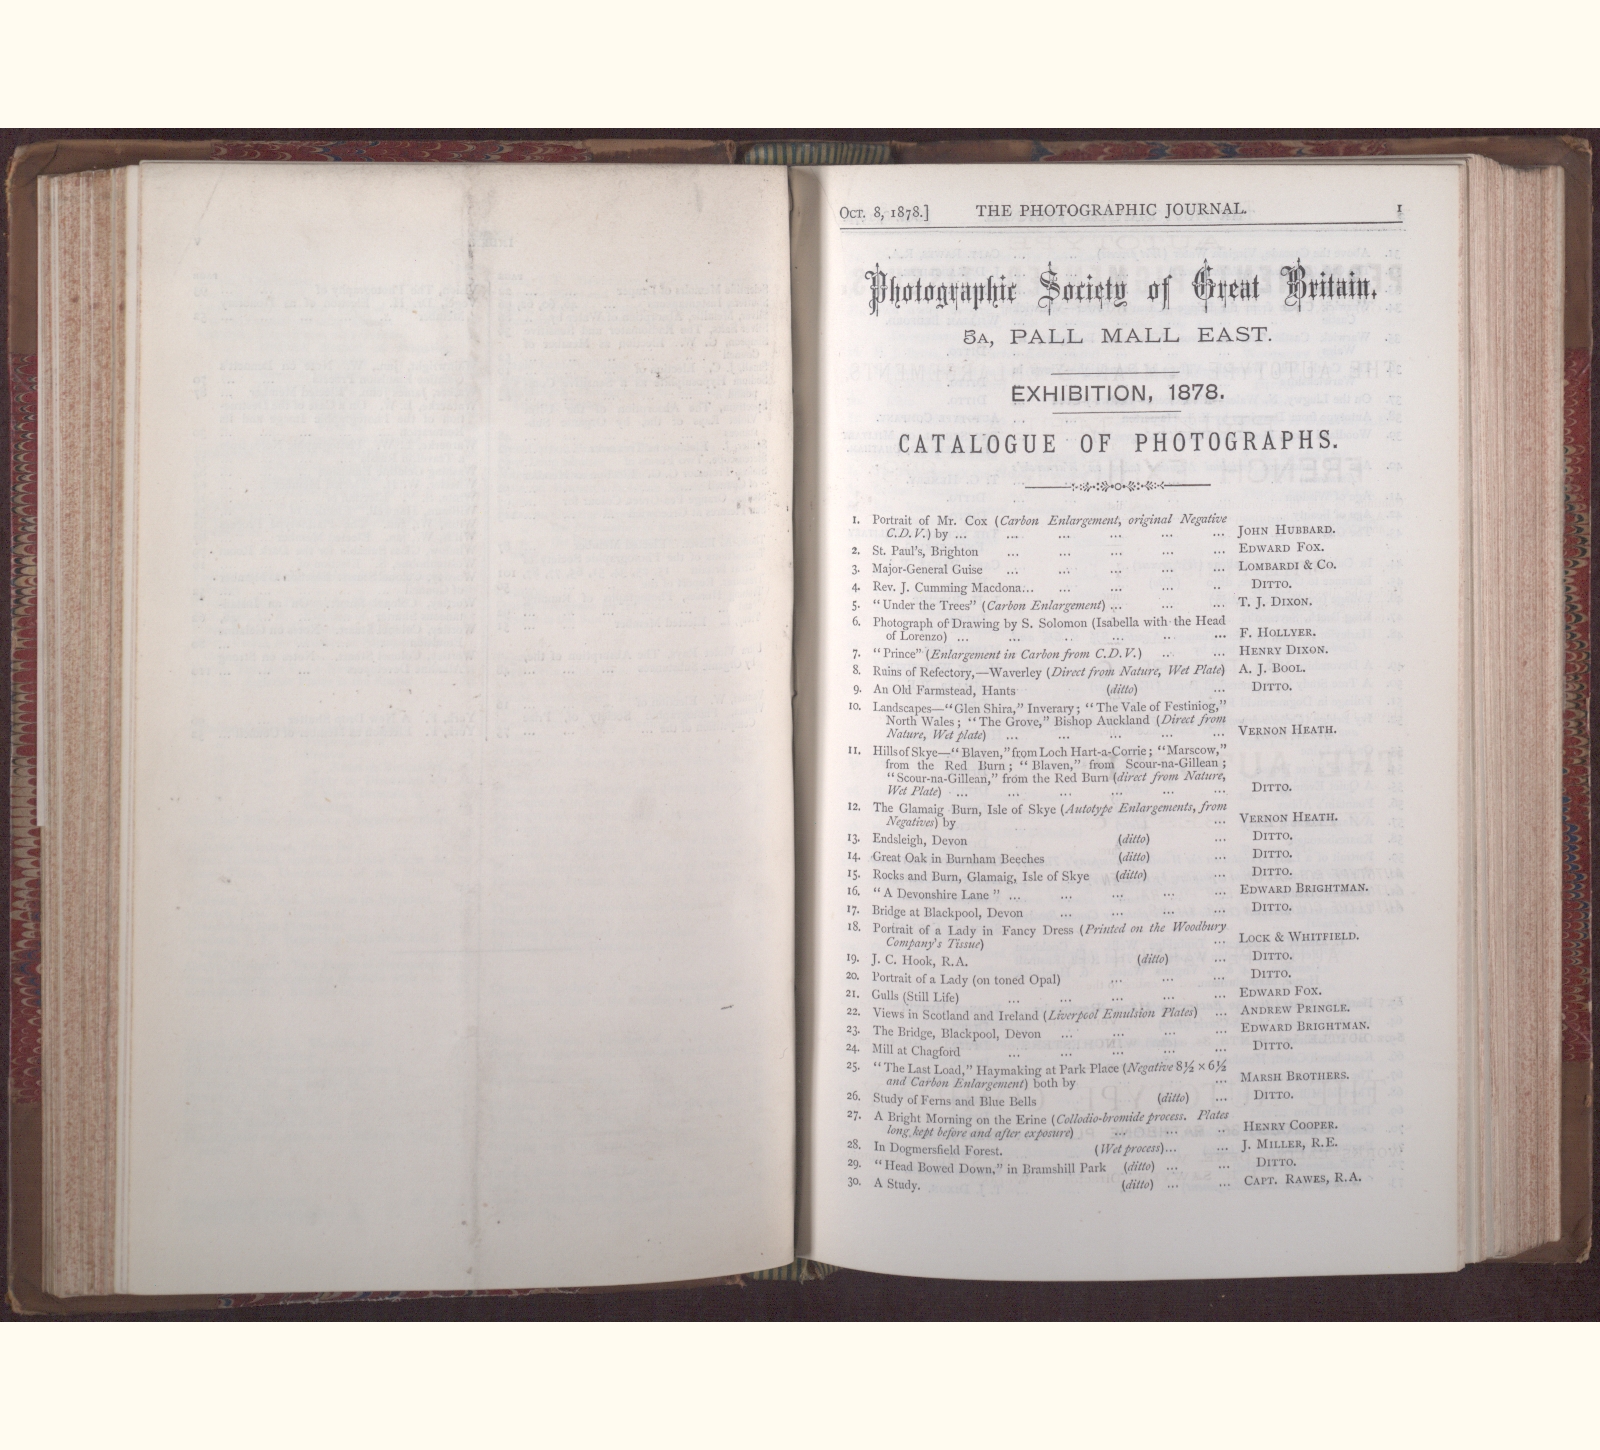 Oct. 8, 1878.] THE PHOTOGRAPHIC JOURNAL. 1
Photographic Society of Great Britain.
5A, PALL MALL EAST.
EXHIBITION, 1878.
CATALOGUE OF PHOTOGRAPHS.
1. Portrait of Mr. Cox (Carbon Enlargement, original Negative
C.D.V.) by ... ... ... ... ... ... JOHN HUBBARD.
2. St. Paul's, Brighton ... ... ... ... ... EDWARD FOX.
3. Major-General Guise ... ... ... ... ... LOMBARDI & CO.
4. Rev. J. Cumming Macdona... ... ... ... .. DITTO.
5. "Under the Trees" (Carbon Enlargement) ... ... ... T. J. DIXON.
6. Photograph of Drawing by S. Solomon (Isabella with the Head
of Lorenzo) ... ... .. ... .. ... F. HOLLYER.
7. "Prince" (Enlargement in Carbon from C.D.V.) .. ... HENRY DIXON.
8. Ruins of Refectory,—Waverley (Direct from Nature, Wet Plate) A. J. BOOL.
9. An Old Farmstead, Hants (ditto) ... DITTO.
10. Landscapes—"Glen Shira," Inverary; "The Vale of Festiniog,"
North Wales; "The Grove," Bishop Auckland (Direct from
Nature, Wet plate) ... ... ... ... ... VERNON HEATH.
11. Hills of Skye—"Blaven," from Loch Hart-a-Corrie; "Marscow,"
from the Red Burn; "Blaven," from Scour-na-Gillean;
"Scour-na-Gillean," from the Red Burn (direct from Nature,
Wet Plate) ... ... ... ... ... ... DITTO.
12. The Glamaig Burn, Isle of Skye (Autotype Enlargements, from
Negatives) by ... VERNON HEATH.
13. Endsleigh, Devon (ditto) ... DITTO.
14. Great Oak in Burnham Beeches (ditto) ... DITTO.
15. Rocks and Burn, Glamaig, Isle of Skye (ditto) ... DITTO.
16. "A Devonshire Lane" ... ... ... ... ... EDWARD BRIGHTMAN.
17. Bridge at Blackpool, Devon ... ... ... ... DITTO.
18. Portrait of a Lady in Fancy Dress (Printed on the Woodbury
Company's Tissue) ... LOCK & WHITFIELD.
19. J. C. Hook, R.A. (ditto) ... DITTO.
20. Portrait of a Lady (on toned Opal) ... ... ... DITTO.
21. Gulls (Still Life) ... ... ... ... ... EDWARD FOX.
22. Views in Scotland and Ireland (Liverpool Emulsion Plates) ... ANDREW PRINGLE.
23. The Bridge, Blackpool, Devon ... ... ... ... EDWARD BRIGHTMAN.
24. Mill at Chagford ... ... ... ... ... DITTO.
25. "The Last Load," Haymaking at Park Place (Negative 8½ × 6½
and Carbon Enlargement) both by ... MARSH BROTHERS.
26. Study of Ferns and Blue Bells (ditto) ... DITTO.
27. A Bright Morning on the Erine (Collodio-bromide process. Plates
long kept before and after exposure) ... ... .. HENRY COOPER.
28. In Dogmersfield Forest. (Wet process)... ... J. MILLER, R.E.
29. "Head Bowed Down," in Bramshill Park (ditto) ... ... DITTO.
30. A Study. (ditto) ... ... CAPT. RAWES, R.A.